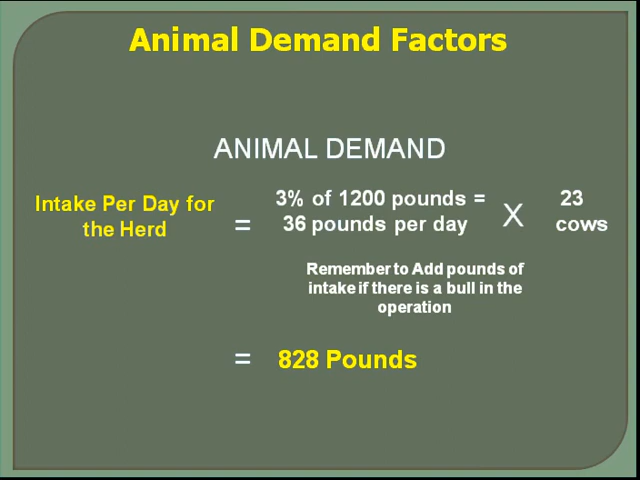 Animal Demand Factors
ANIMAL DEMAND
Intake Per Day for
the Herd
=
3% of 1200 pounds =
36 pounds per day
X
23
cows
Remember to Add pounds of
intake if there is a bull in the
operation
= 828 Pounds